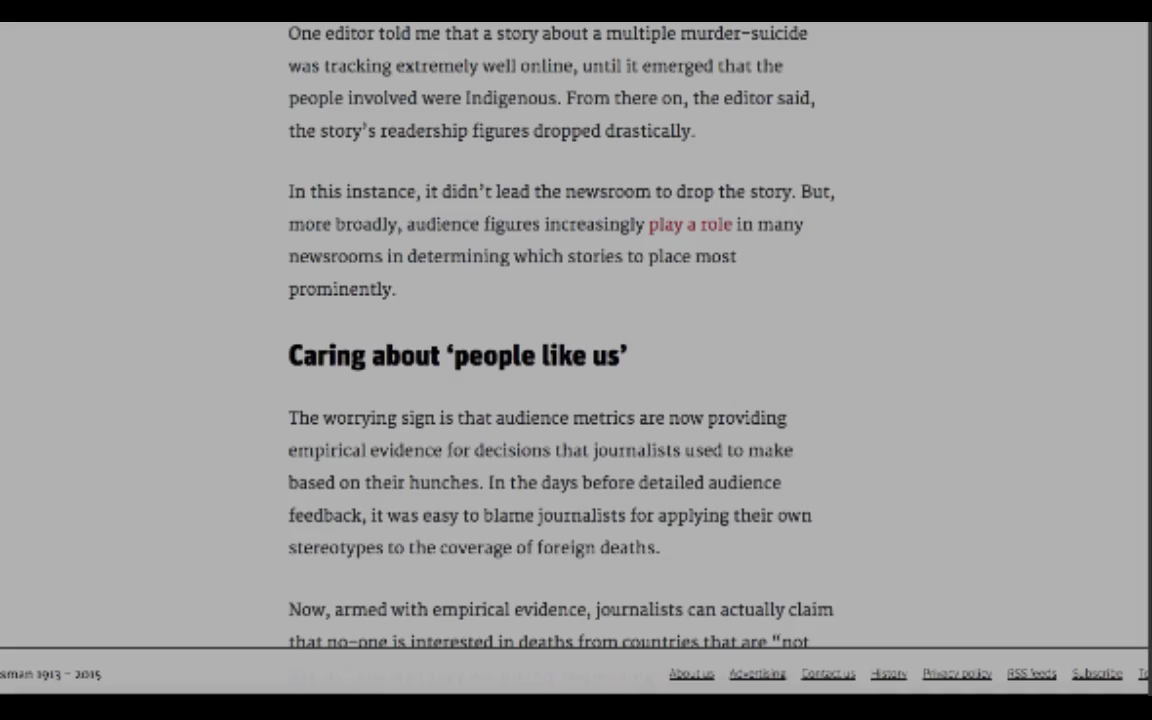 One editor told me that a story about a multiple murder-suicide
was tracking extremely well online, until it emerged that the
people involved were Indigenous. From there on, the editor said,
the story's readership figures dropped drastically.
In this instance, it didn't lead the newsroom to drop the story. But,
more broadly, audience figures increasingly play a role in many
newsrooms in determining which stories to place most
prominently.
Caring about ‘people like us’
The worrying sign is that audience metrics are now providing
empirical evidence for decisions that journalists used to make
based on their hunches. In the days before detailed audience
feedback, it was easy to blame journalists for applying their own
stereotypes to the coverage of foreign deaths.
Now, armed with empirical evidence, journalists can actually claim
that no-one is interested in deaths from countries that are “not
sman 1913 - 2015 About us Advertising Contact us History Privacy policy RSS feeds Subscribe